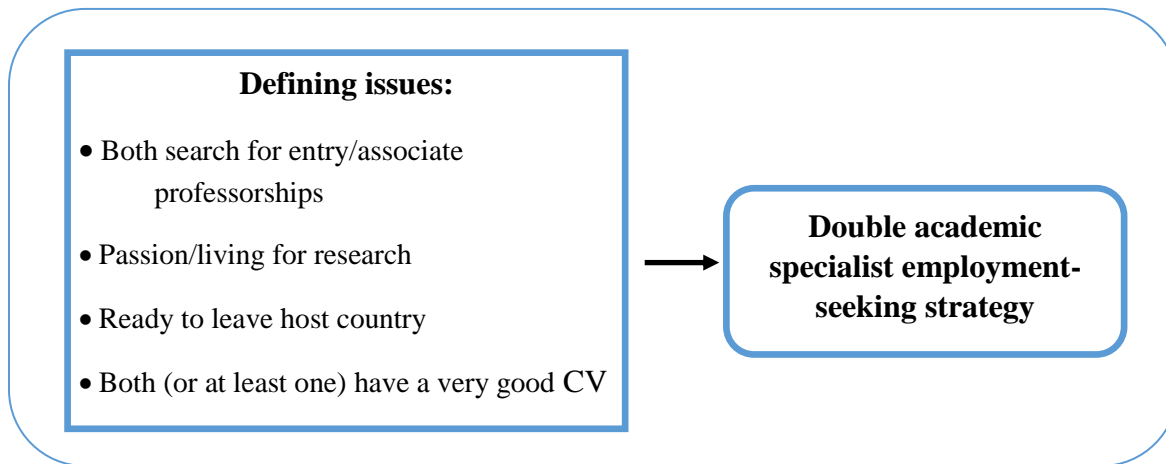 Defining issues:
• Both search for entry/associate
professorships
• Passion/living for research
• Ready to leave host country
• Both (or at least one) have a very good CV
Double academic
specialist employment-
seeking strategy